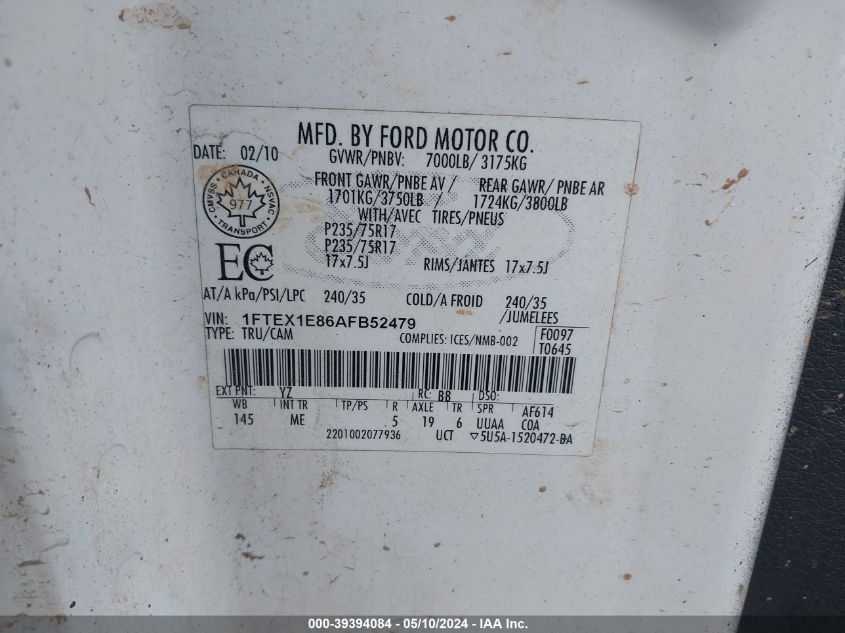 MFD. BY FORD MOTOR CO.
DATE: 02/10 GVWR/PNBV: 7000LB/ 3175KG
FRONT GAWR/PNBE AV / REAR GAWR/ PNBE AR
1701KG/3750LB / 1724KG/3800LB
WITH/AVEC TIRES/PNEUS
P235/75R17
P235/75R17
17x7.5J RIMS/JANTES 17x7.5J
CANADA
CMVSS NSVAC
977
TRANSPORT
EC
AT/A kPa/PSI/LPC 240/35 COLD/A FROID 240/35
/JUMELEES
VIN: 1FTEX1E86AFB52479
TYPE: TRU/CAM COMPLIES: ICES/NMB-002 F0097
T0645
EXT PNT: YZ RC: BB DSO:
WB INT TR TP/PS R AXLE TR SPR AF614
145 ME 5 19 6 UUAA COA
2201002077936 UCT ▽5U5A-1520472-BA
000-39394084 - 05/10/2024 - IAA Inc.